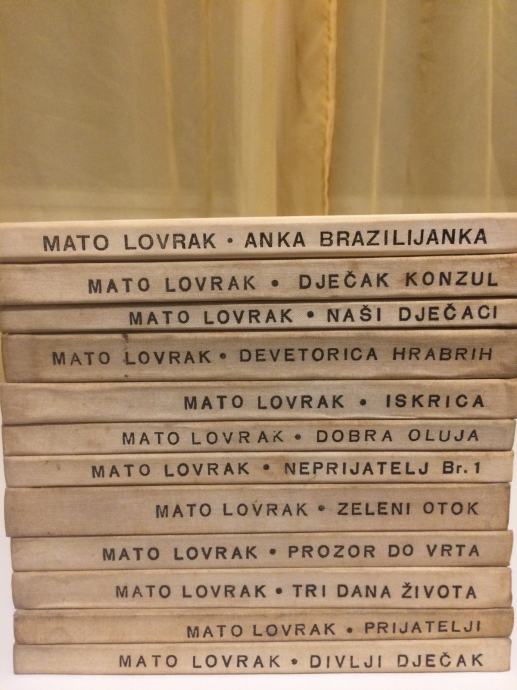 MATO LOVRAK • ANKA BRAZILIJANKA
MATO LOVRAK • DJEČAK KONZUL
MATO LOVRAK • NAŠI DJEČACI
MATO LOVRAK • DEVETORICA HRABRIH
MATO LOVRAK • ISKRICA
MATO LOVRAK • DOBRA OLUJA
MATO LOVRAK • NEPRIJATELJ Br. 1
MATO LOVRAK • ZELENI OTOK
MATO LOVRAK • PROZOR DO VRTA
MATO LOVRAK • TRI DANA ŽIVOTA
MATO LOVRAK • PRIJATELJI
MATO LOVRAK • DIVLJI DJEČAK